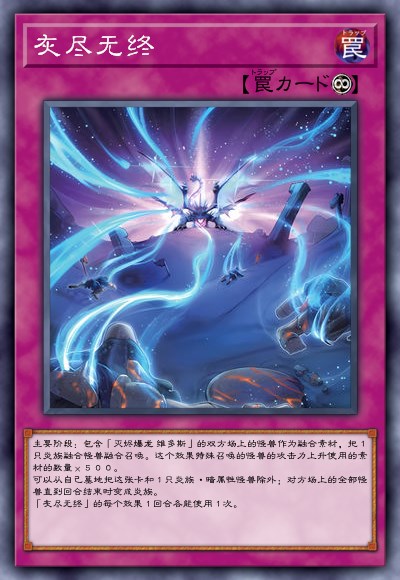 灰尽无终
トラップ
罠
トラップ
【罠カード】
主要阶段：包含「灭烬爆龙 维多斯」的双方场上的怪兽作为融合素材，把１
只炎族融合怪兽融合召唤。这个效果特殊召唤的怪兽的攻击力上升使用的素
材的数量×５００。
可以从自己墓地把这张卡和１只炎族·暗属性怪兽除外；对方场上的全部怪
兽直到回合结束时变成炎族。
「灰尽无终」的每个效果１回合各能使用１次。